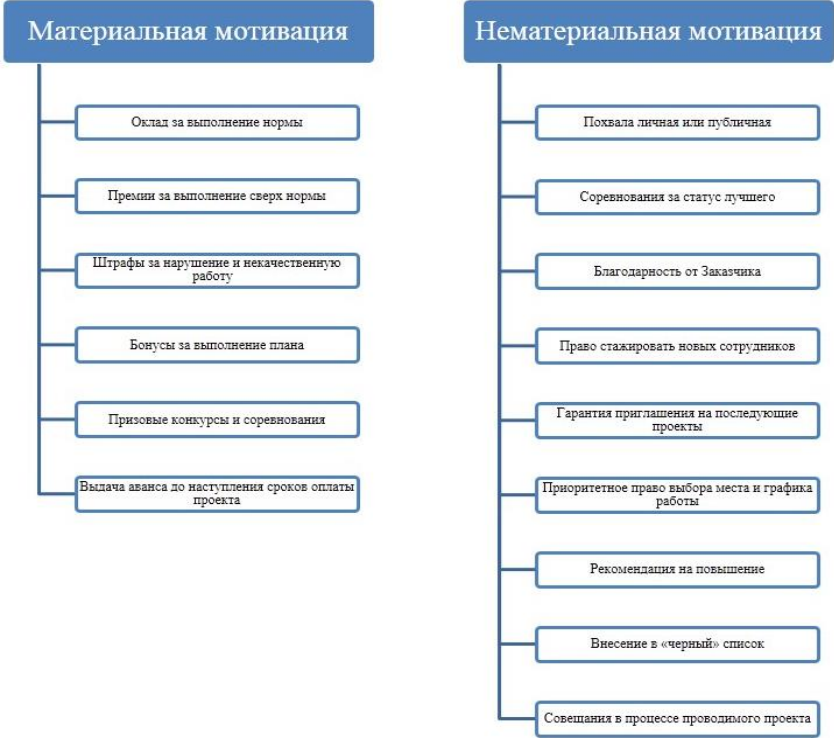 Материальная мотивация
Оклад за выполнение нормы
Премии за выполнение сверх нормы
Штрафы за нарушение и некачественную
работу
Бонусы за выполнение плана
Призовые конкурсы и соревнования
Выдача аванса до наступления сроков оплаты
проекта
Нематериальная мотивация
Похвала личная или публичная
Соревнования за статус лучшего
Благодарность от Заказчика
Право стажировать новых сотрудников
Гарантия приглашения на последующие
проекты
Приоритетное право выбора места и графика
работы
Рекомендация на повышение
Внесение в «черный» список
Совещания в процессе проводимого проекта